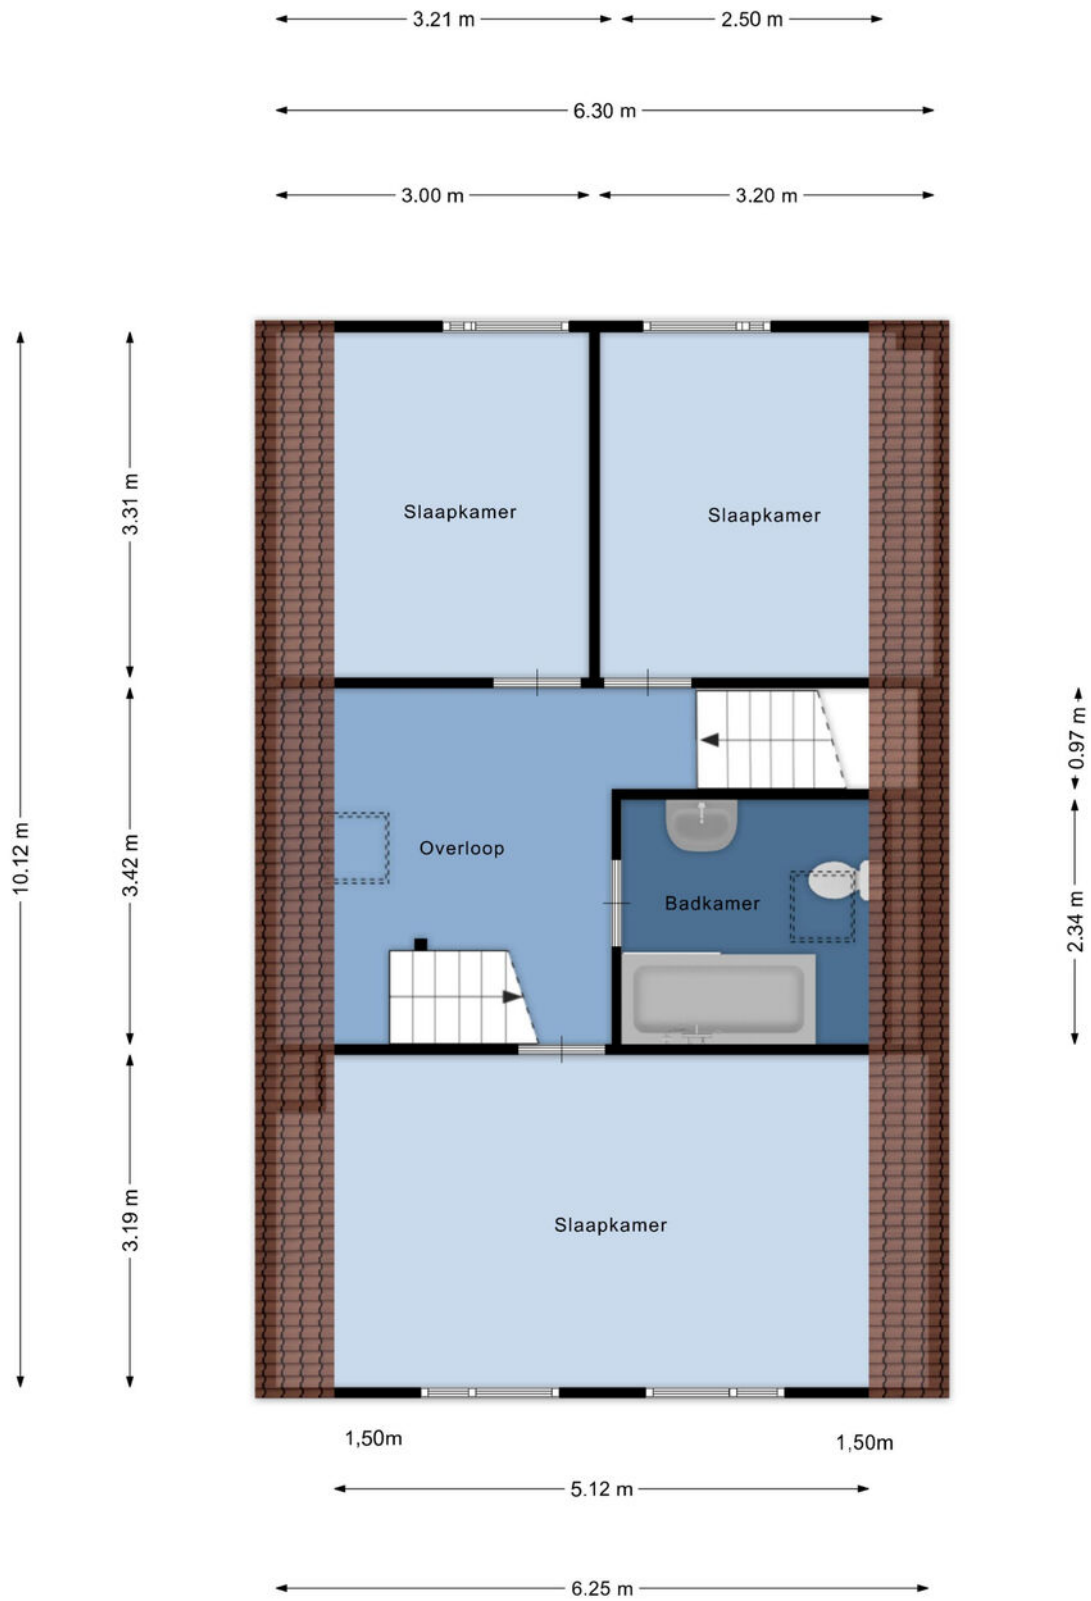 3.21 m
2.50 m
6.30 m
3.00 m
3.20 m
3.31 m
Slaapkamer
Slaapkamer
0.97 m
10.12 m
3.42 m
Overloop
Badkamer
2.34 m
3.19 m
Slaapkamer
1,50m
1,50m
5.12 m
6.25 m